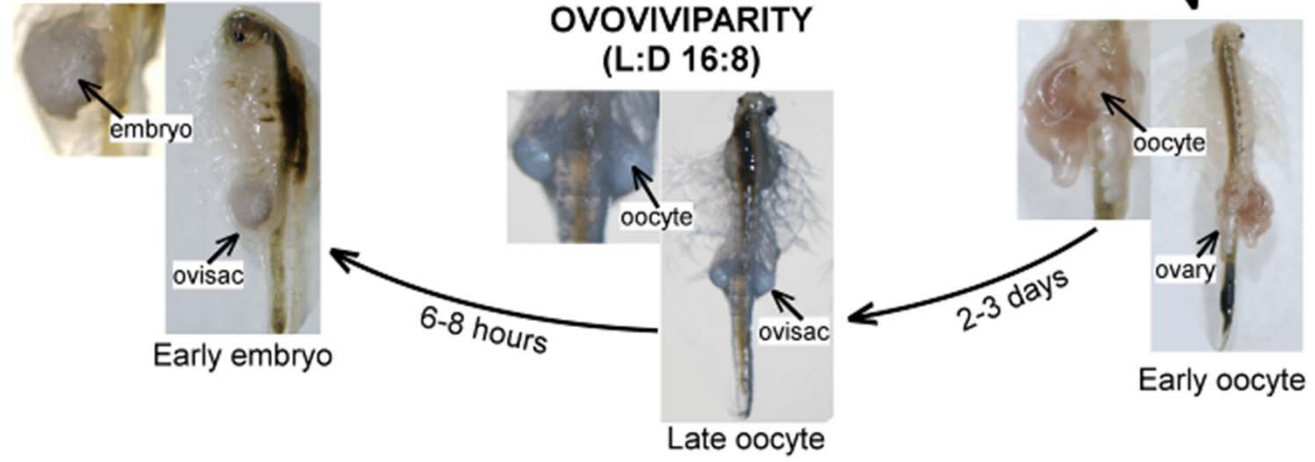 OVOVIVIPARITY
(L:D 16:8)
embryo
ovisac
Early embryo
6-8 hours
oocyte
ovisac
Late oocyte
2-3 days
oocyte
ovary
Early oocyte